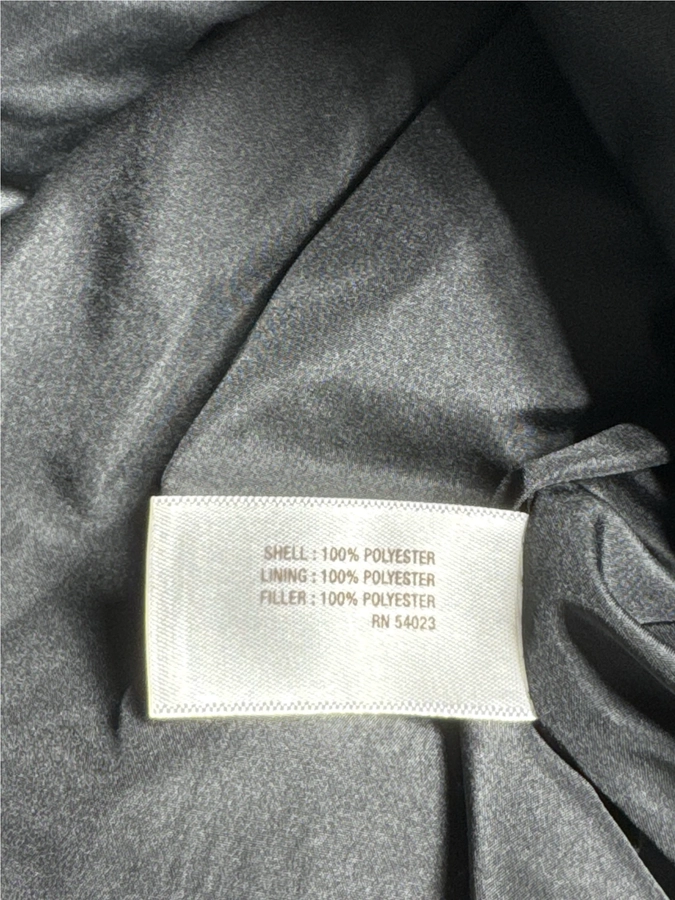 SHELL : 100% POLYESTER
LINING : 100% POLYESTER
FILLER : 100% POLYESTER
RN 54023